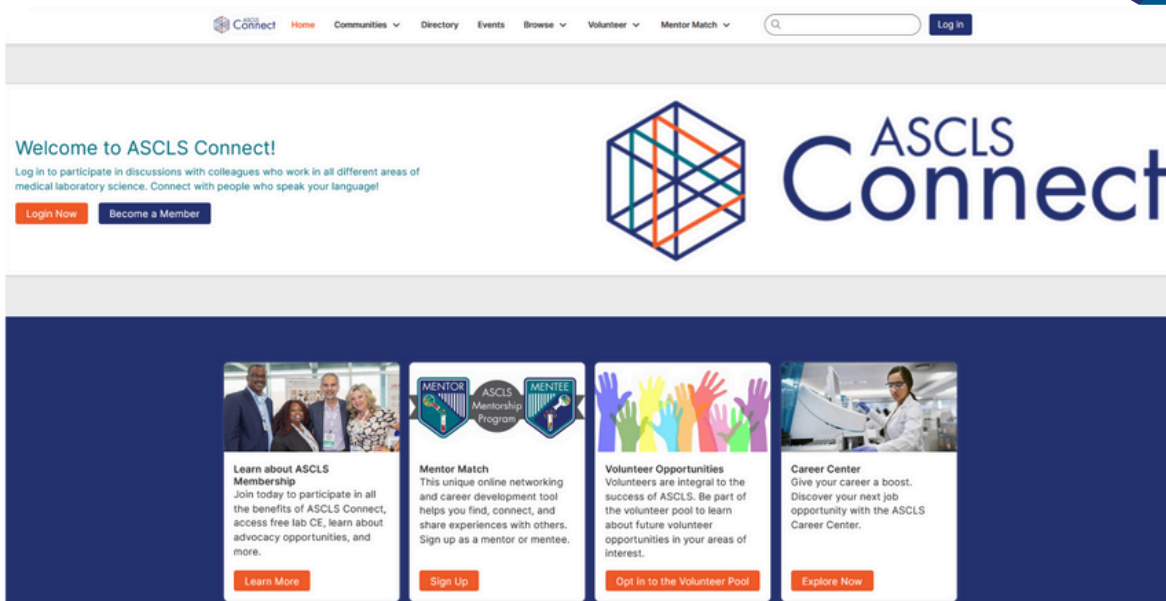 ASCLS
Connect
Home
Communities
Directory
Events
Browse
Volunteer
Mentor Match
Log in
Welcome to ASCLS Connect!
Log in to participate in discussions with colleagues who work in all different areas of
medical laboratory science. Connect with people who speak your language!
Login Now
Become a Member
ASCLS
Connect
Learn about ASCLS
Membership
Join today to participate in all
the benefits of ASCLS Connect,
access free lab CE, learn about
advocacy opportunities, and
more.
Learn More
MENTOR
ASCLS
Mentorship
Program
MENTEE
Mentor Match
This unique online networking
and career development tool
helps you find, connect, and
share experiences with others.
Sign up as a mentor or mentee.
Sign Up
Volunteer Opportunities
Volunteers are integral to the
success of ASCLS. Be part of
the volunteer pool to learn
about future volunteer
opportunities in your areas of
interest.
Opt in to the Volunteer Pool
Career Center
Give your career a boost.
Discover your next job
opportunity with the ASCLS
Career Center.
Explore Now